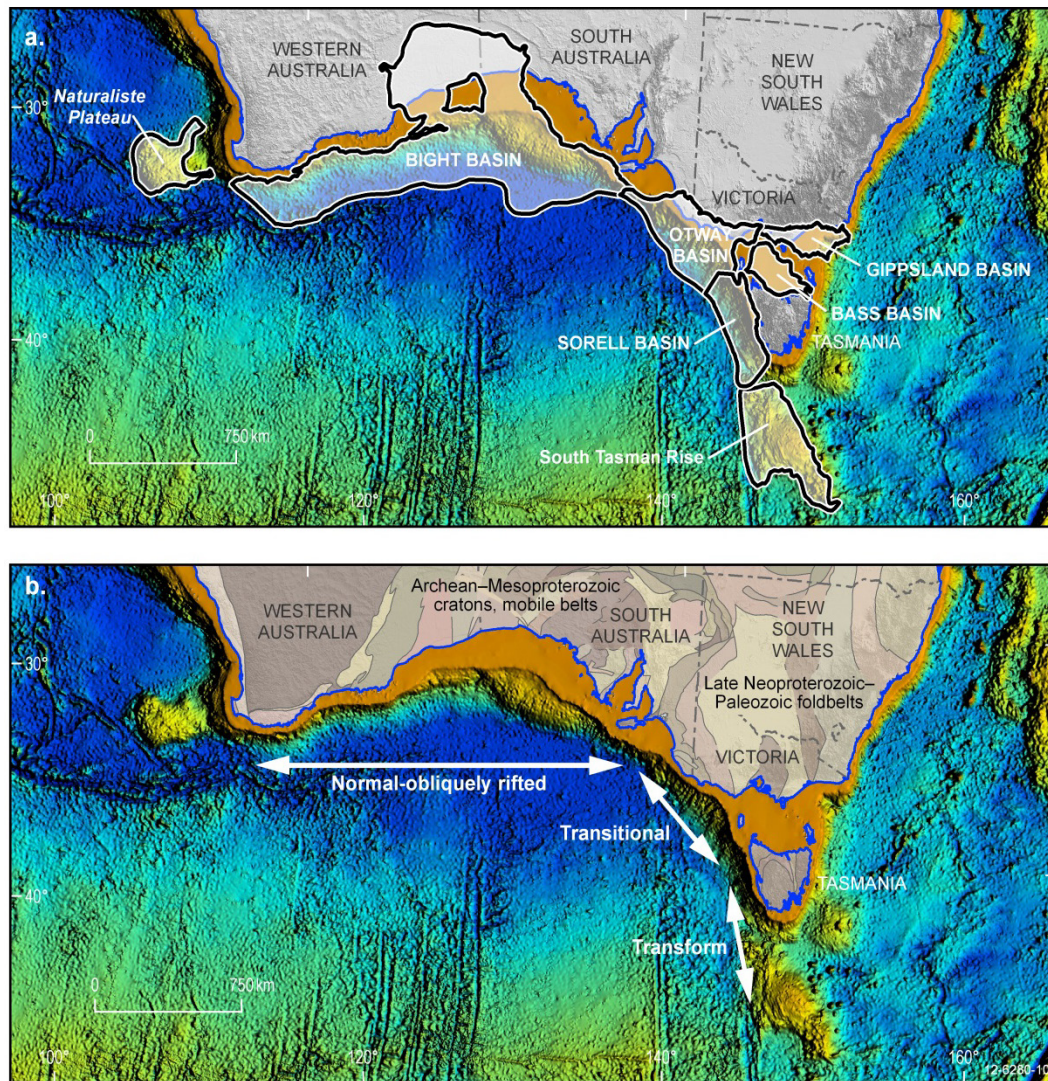 a.
WESTERN
AUSTRALIA
SOUTH
AUSTRALIA
NEW
SOUTH
WALES
Naturaliste
Plateau
30°
BIGHT BASIN
VICTORIA
OTWAY
BASIN
GIPPSLAND BASIN
BASS BASIN
SORELL BASIN
TASMANIA
40°
0
750 km
South Tasman Rise
100°
120°
140°
160°
b.
Archean–Mesoproterozoic
cratons, mobile belts
WESTERN
AUSTRALIA
SOUTH
AUSTRALIA
NEW
SOUTH
WALES
30°
Late Neoproterozoic–
Paleozoic foldbelts
VICTORIA
Normal-obliquely rifted
Transitional
TASMANIA
40°
Transform
0
750 km
100°
120°
140°
160°
12-6280-10